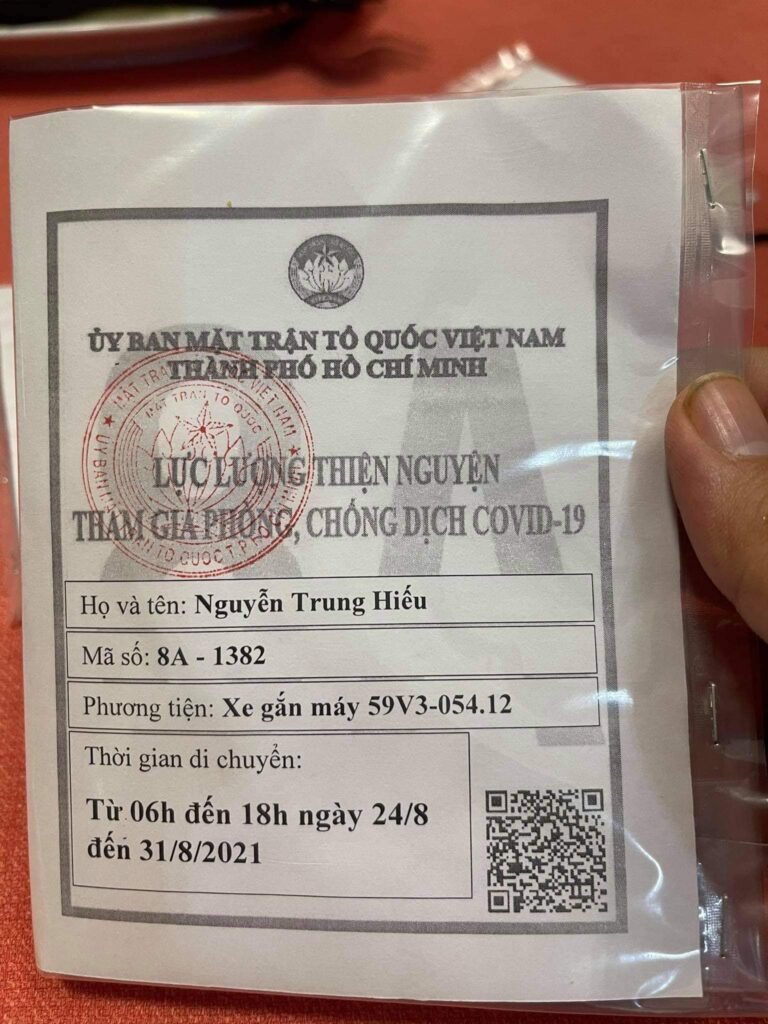 ỦY BAN MẶT TRẬN TỔ QUỐC VIỆT NAM
THÀNH PHỐ HỒ CHÍ MINH
LỰC LƯỢNG THIỆN NGUYỆN
THAM GIA PHÒNG, CHỐNG DỊCH COVID-19
Họ và tên: Nguyễn Trung Hiếu
Mã số: 8A - 1382
Phương tiện: Xe gắn máy 59V3-054.12
Thời gian di chuyển:
Từ 06h đến 18h ngày 24/8
đến 31/8/2021